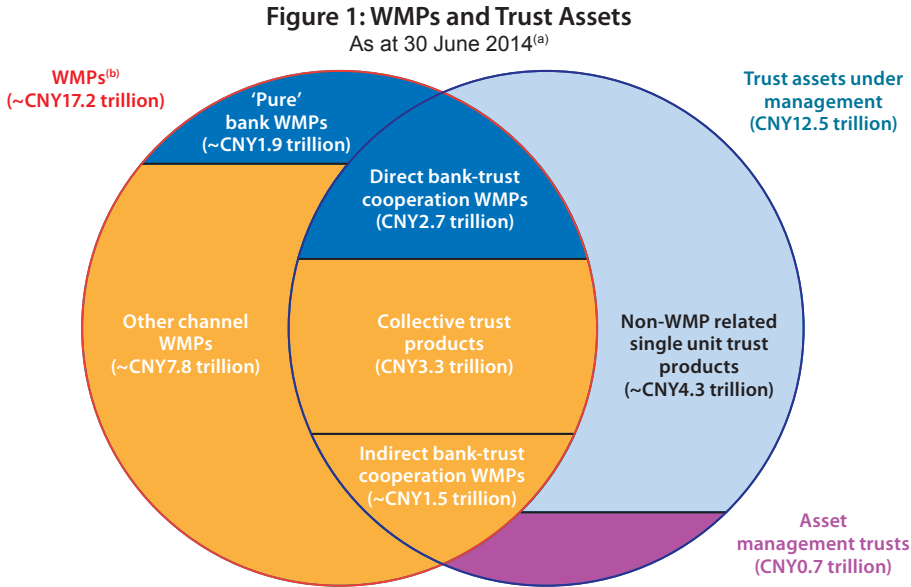 Figure 1: WMPs and Trust Assets
As at 30 June 2014(a)
WMPs(b)
(~CNY17.2 trillion)
'Pure'
bank WMPs
(~CNY1.9 trillion)
Trust assets under
management
(CNY12.5 trillion)
Direct bank-trust
cooperation WMPs
(CNY2.7 trillion)
Other channel
WMPs
(~CNY7.8 trillion)
Collective trust
products
(CNY3.3 trillion)
Non-WMP related
single unit trust
products
(~CNY4.3 trillion)
Indirect bank-trust
cooperation WMPs
(~CNY1.5 trillion)
Asset
management trusts
(CNY0.7 trillion)